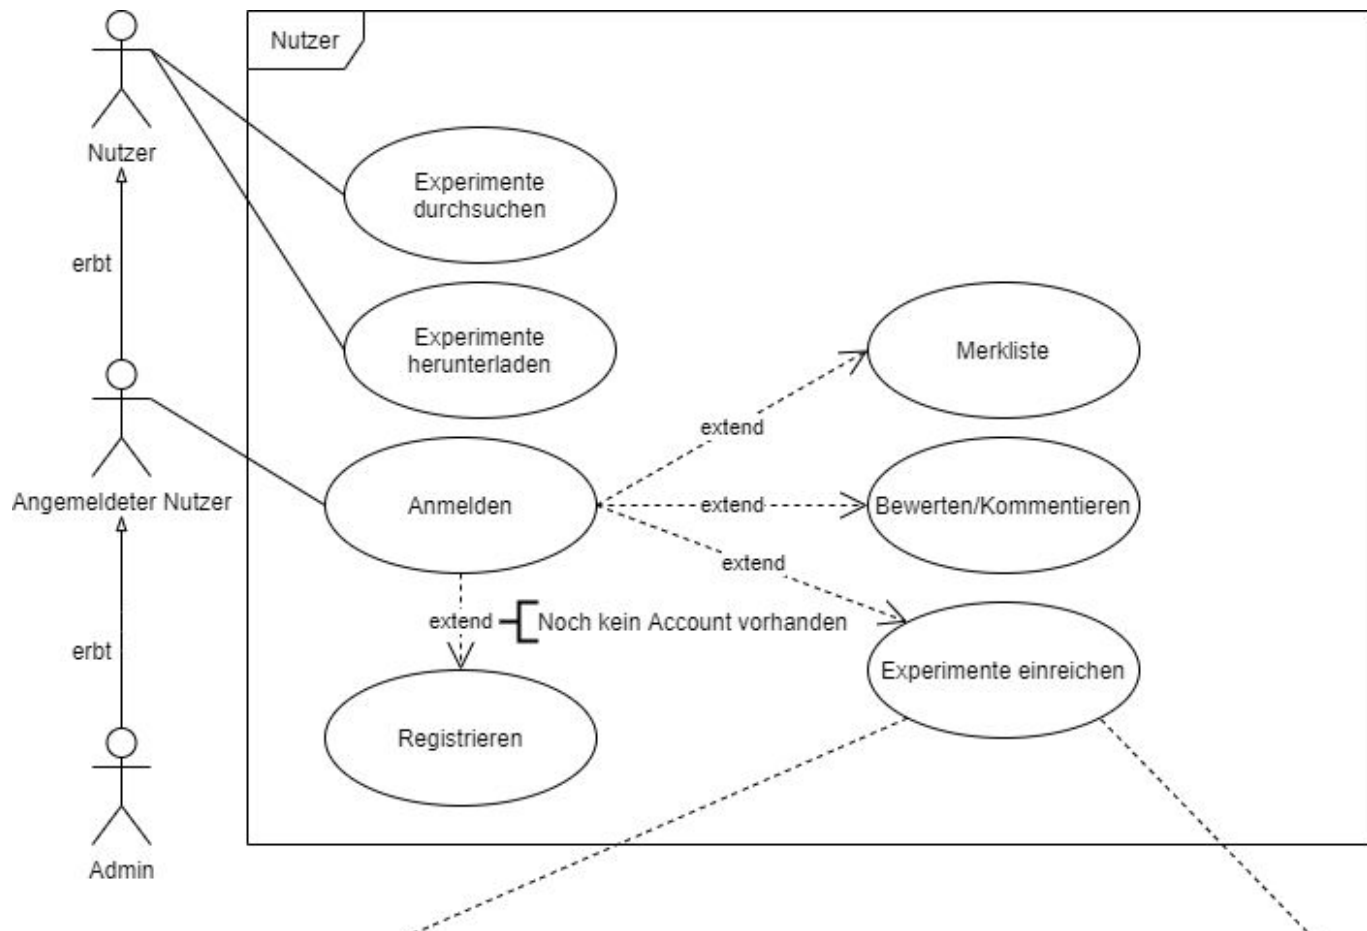 Nutzer
Nutzer
Experimente
durchsuchen
erbt
Experimente
herunterladen
Merkliste
extend
Angemeldeter Nutzer
Anmelden
extend
Bewerten/Kommentieren
extend
extend
Noch kein Account vorhanden
erbt
Experimente einreichen
Registrieren
Admin